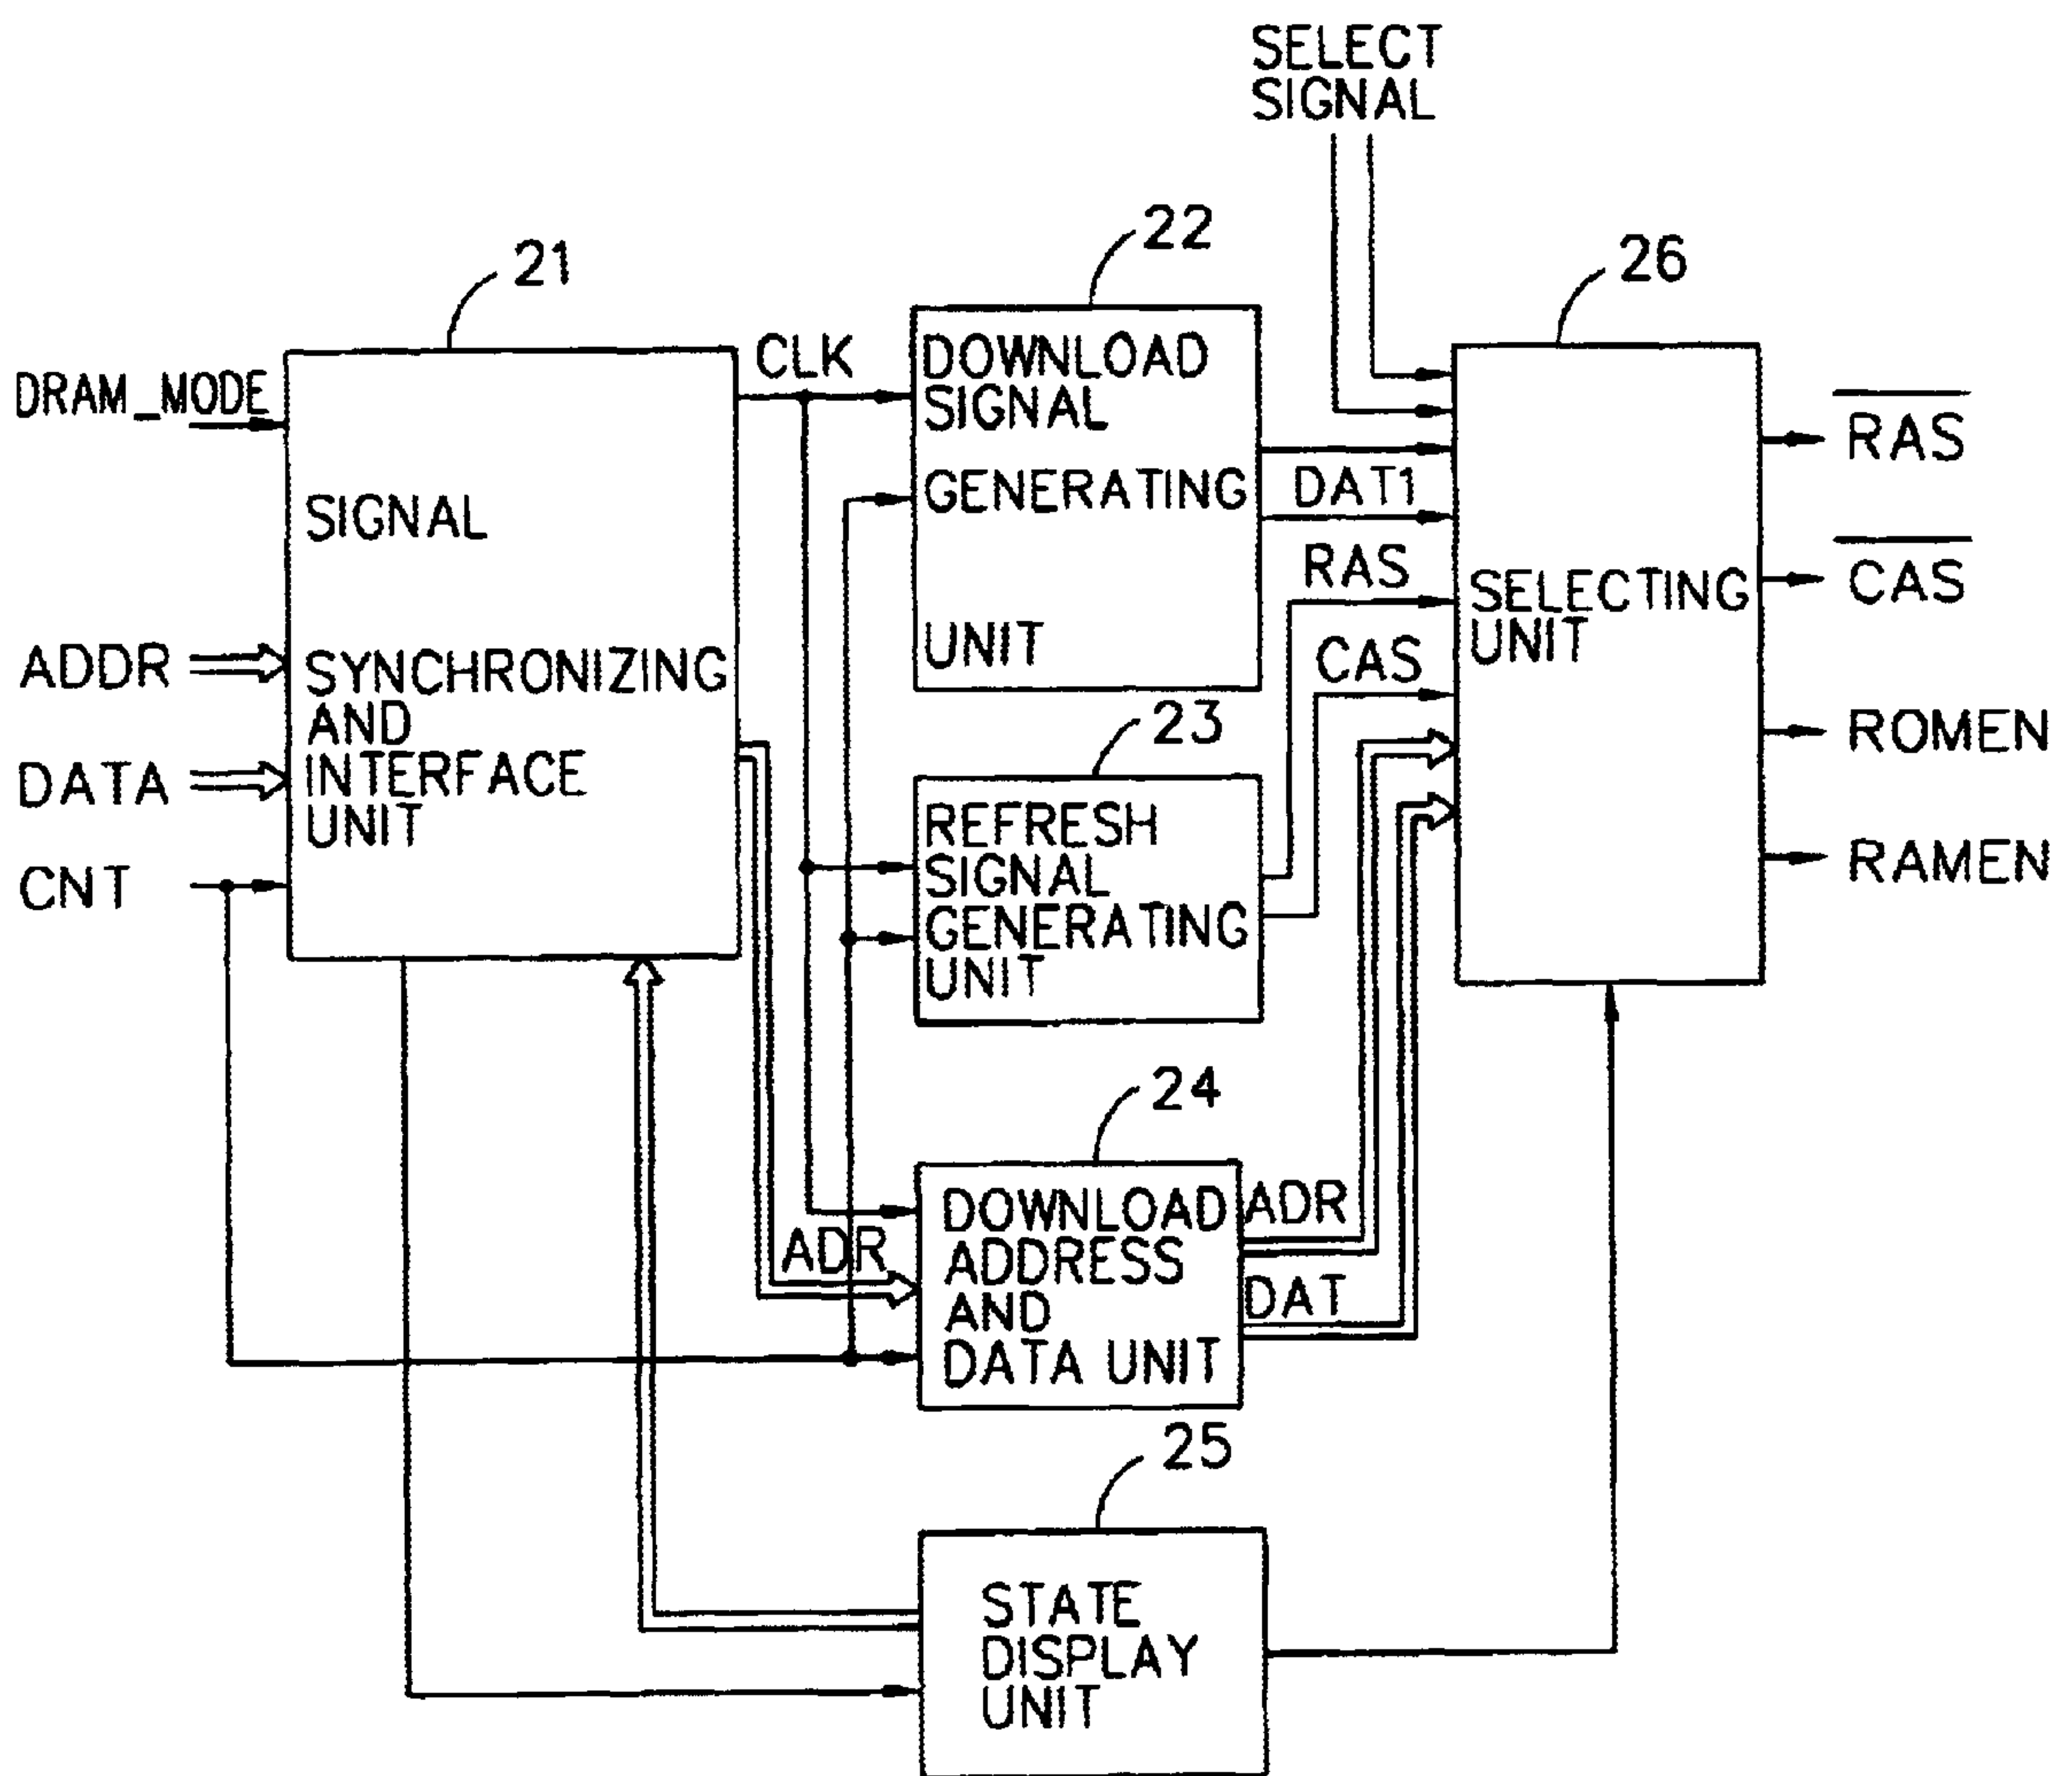 SELECT
SIGNAL
21
22
26
DRAM_MODE
SIGNAL
SYNCHRONIZING
AND
INTERFACE
UNIT
ADDR
DATA
CNT
CLK
DOWNLOAD
SIGNAL
GENERATING
UNIT
DAT1
RAS
CAS
SELECTING
UNIT
RAS
CAS
ROMEN
RAMEN
23
REFRESH
SIGNAL
GENERATING
UNIT
24
ADR
DOWNLOAD
ADDRESS
AND
DATA UNIT
ADR
DAT
25
STATE
DISPLAY
UNIT